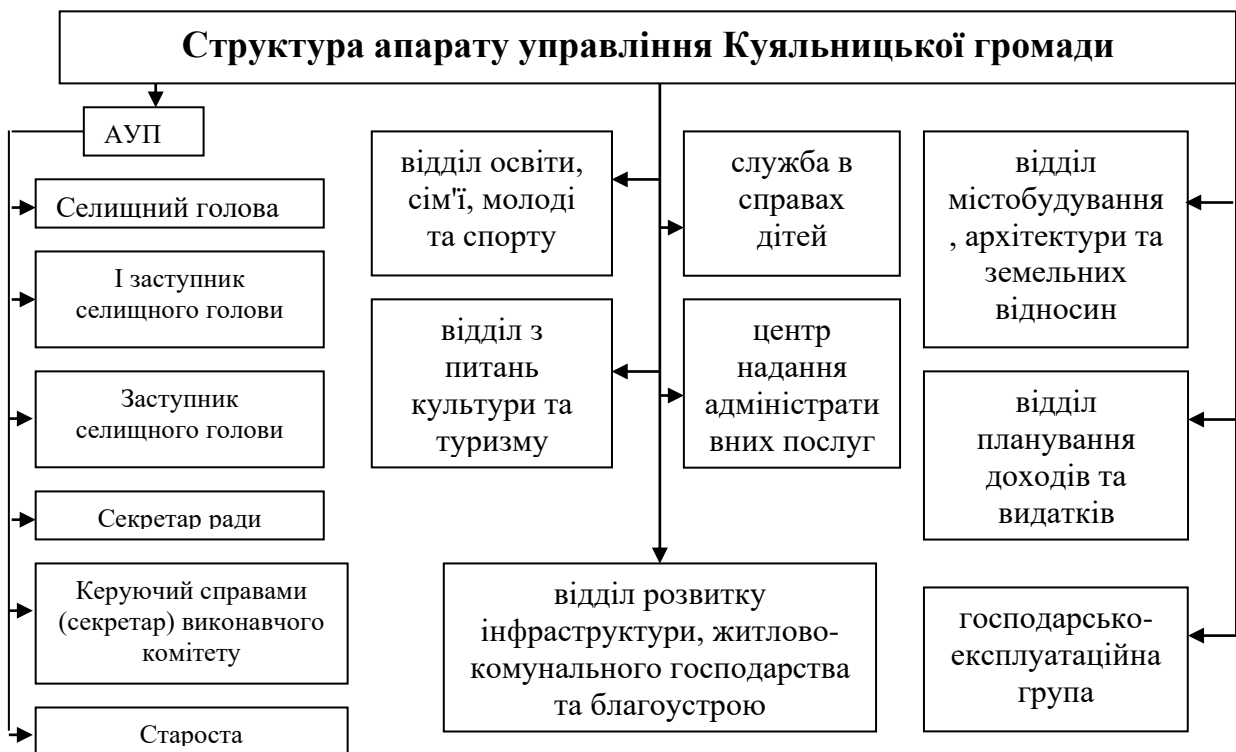 Структура апарату управління Куяльницької громади
АУП
Селищний голова
І заступник
селищного голови
Заступник
селищного голови
Секретар ради
Керуючий справами
(секретар) виконавчого
комітету
Староста
відділ освіти,
сім'ї, молоді
та спорту
відділ з
питань
культури та
туризму
служба в
справах
дітей
центр
надання
адміністрати
вних послуг
відділ розвитку
інфраструктури, житлово-
комунального господарства
та благоустрою
відділ
містобудування
, архітектури та
земельних
відносин
відділ
планування
доходів та
видатків
господарсько-
експлуатаційна
група